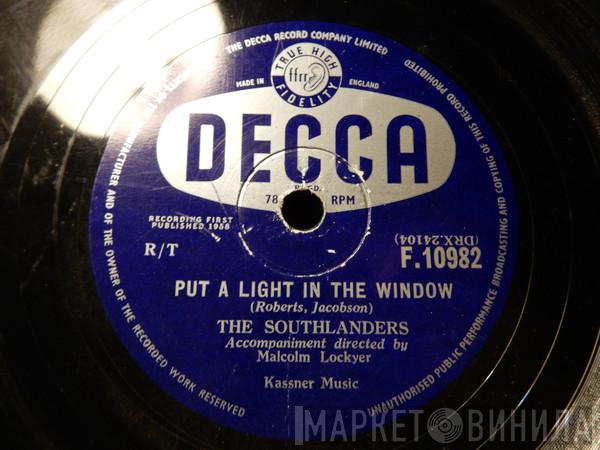 THE DECCA RECORD COMPANY LIMITED
TRUE HIGH
ffrr
FIDELITY
MADE IN
ENGLAND
DECCA
REGD.
78 RPM
RECORDING FIRST
PUBLISHED 1958
R/T
(DRX.24104)
F.10982
PUT A LIGHT IN THE WINDOW
(Roberts, Jacobson)
THE SOUTHLANDERS
Accompaniment directed by
Malcolm Lockyer
Kassner Music
MANUFACTURER AND OF THE OWNER OF THE RECORDED WORK RESERVED
UNAUTHORISED PUBLIC PERFORMANCE BROADCASTING AND COPYING OF THIS RECORD PROHIBITED
МАРКЕТ ВИНИЛА